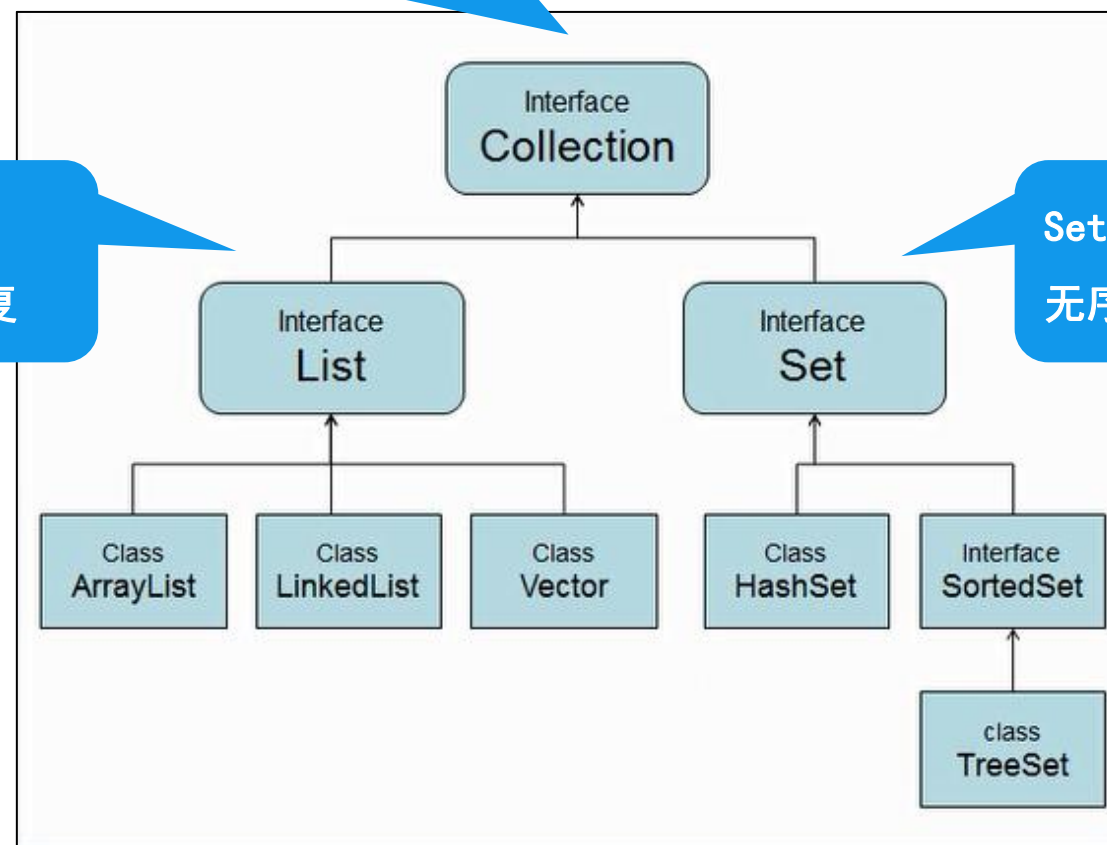 Interface
Collection
Set
无序
Interface
List
Interface
Set
Class
ArrayList
Class
LinkedList
Class
Vector
Class
HashSet
Interface
SortedSet
class
TreeSet